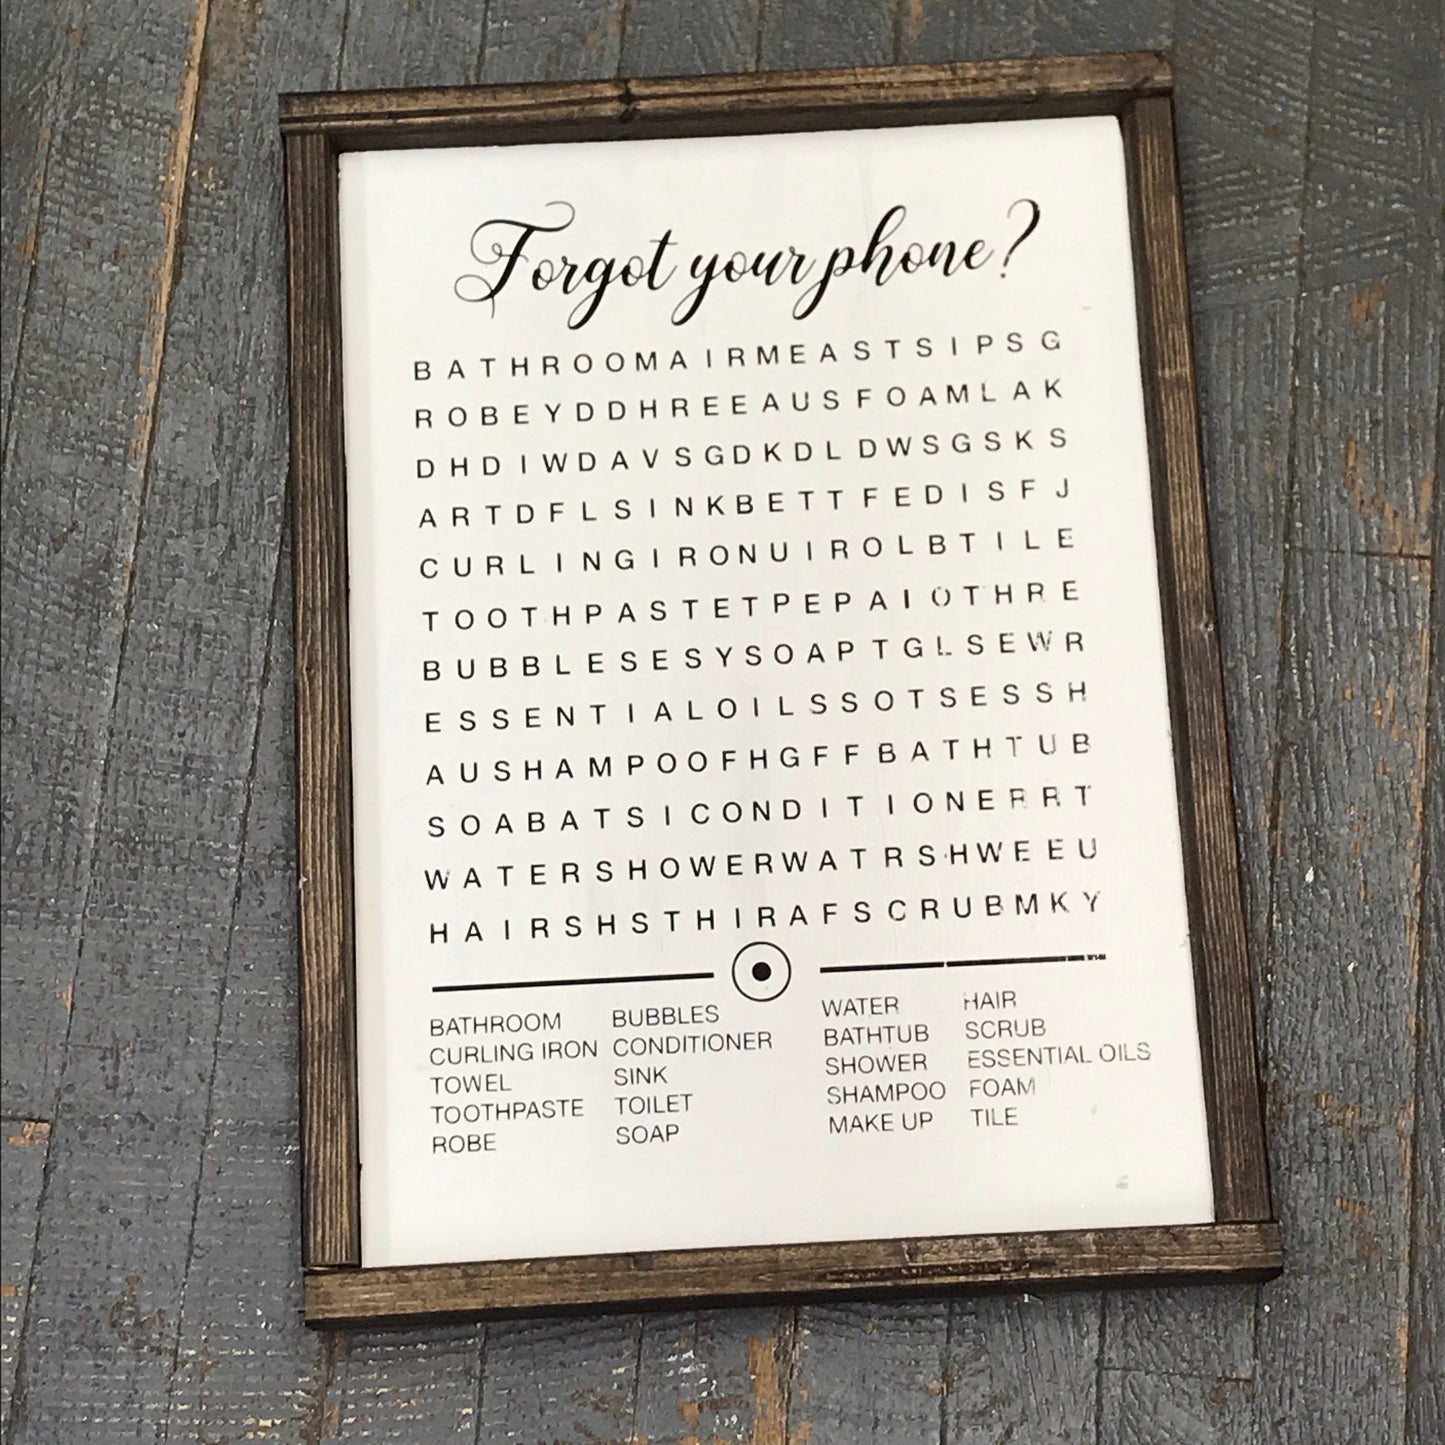 Forgot your phone?
B A T H R O O M A I R M E A S T S I P S G
R O B E Y D D H R E E A U S F O A M L A K
D H D I W D A V S G D K D L D W S G S K S
A R T D F L S I N K B E T T F E D I S F J
C U R L I N G I R O N U I R O L B T I L E
T O O T H P A S T E T P E P A I O T H R E
B U B B L E S E S Y S O A P T G L S E W R
E S S E N T I A L O I L S S O T S E S S H
A U S H A M P O O F H G F F B A T H T U B
S O A B A T S I C O N D I T I O N E R R T
W A T E R S H O W E R W A T R S H W E E U
H A I R S H S T H I R A F S C R U B M K Y
BATHROOM BUBBLES WATER HAIR
CURLING IRON CONDITIONER BATHTUB SCRUB
TOWEL SINK SHOWER ESSENTIAL OILS
TOOTHPASTE TOILET SHAMPOO FOAM
ROBE SOAP MAKE UP TILE